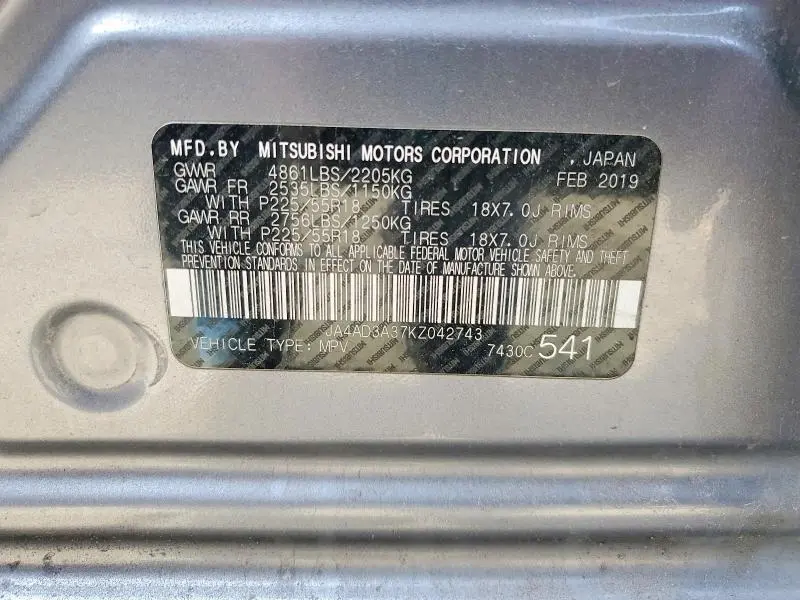 MFD.BY MITSUBISHI MOTORS CORPORATION , JAPAN
GVWR 4861LBS/2205KG FEB 2019
GAWR FR 2535LBS/1150KG
WITH P225/55R18 TIRES 18X7.0J RIMS
GAWR RR 2756LBS/1250KG
WITH P225/55R18 TIRES 18X7.0J RIMS
THIS VEHICLE CONFORMS TO ALL APPLICABLE FEDERAL MOTOR VEHICLE SAFETY AND THEFT
PREVENTION STANDARDS IN EFFECT ON THE DATE OF MANUFACTURE SHOWN ABOVE.
JA4AD3A37KZ042743
VEHICLE TYPE: MPV 7430C541